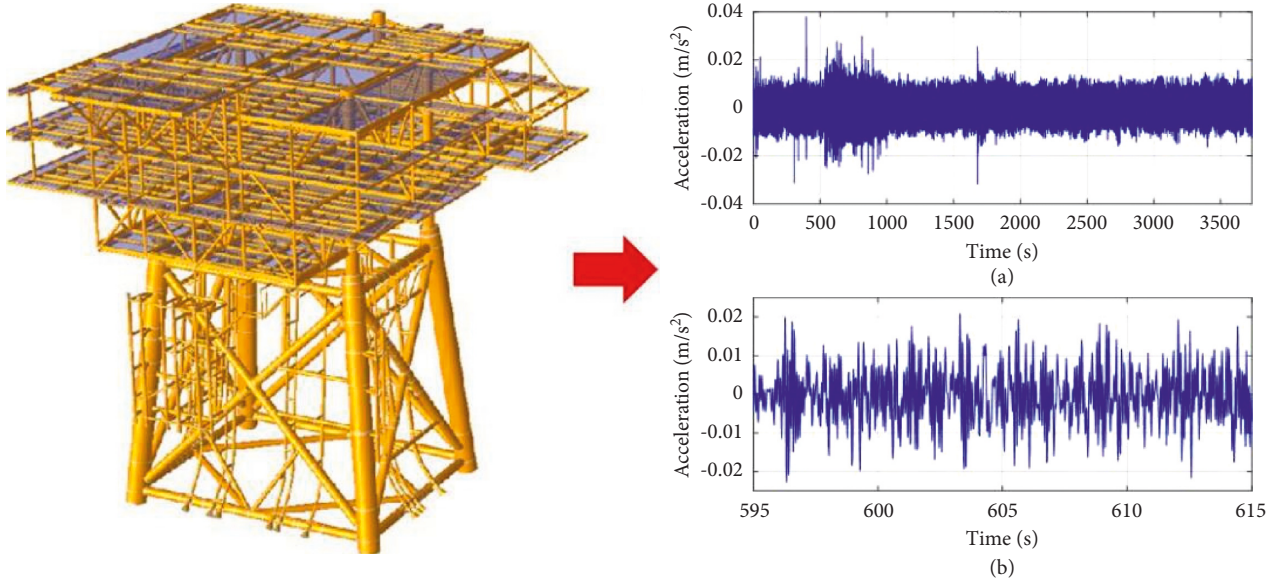 Acceleration (m/s²)
0.04
0.02
0
-0.02
-0.04
0 500 1000 1500 2000 2500 3000 3500
Time (s)
(a)
Acceleration (m/s²)
0.02
0.01
0
-0.01
-0.02
595 600 605 610 615
Time (s)
(b)